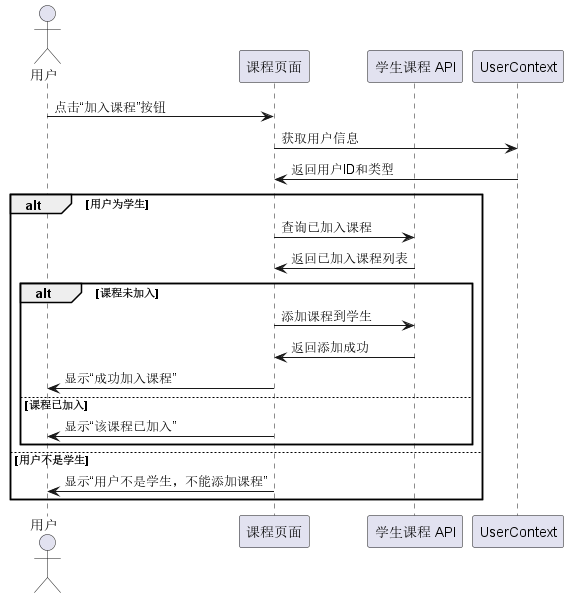 用户
课程页面
学生课程 API
UserContext
点击“加入课程”按钮
获取用户信息
返回用户ID和类型
alt
[用户为学生]
查询已加入课程
返回已加入课程列表
alt
[课程未加入]
添加课程到学生
返回添加成功
显示“成功加入课程”
[课程已加入]
显示“该课程已加入”
[用户不是学生]
显示“用户不是学生，不能添加课程”
用户
课程页面
学生课程 API
UserContext